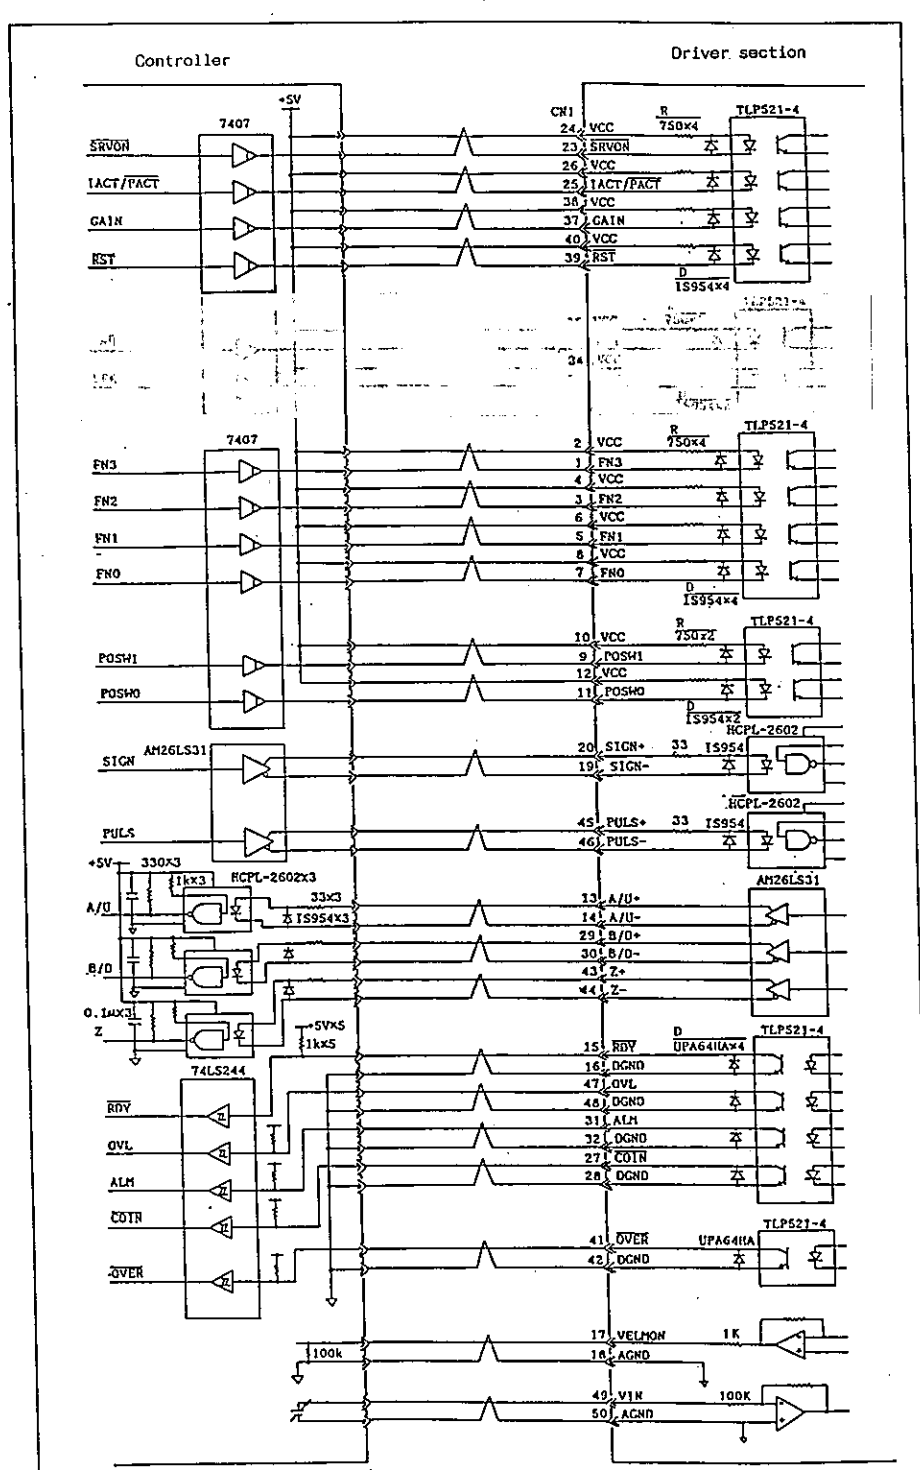 Controller
Driver section
+5V
CN1
7407
R
750×4
TLP521-4
24 VCC
SRVON
23 SRVON
26 VCC
IACT/PACT
25 IACT/PACT
38 VCC
GAIN
37 GAIN
40 VCC
RST
39 RST
D
IS954×4
TLP521-4
34 VCC
7407
R
750×4
TLP521-4
2 VCC
FN3
1 FN3
4 VCC
FN2
3 FN2
6 VCC
FN1
5 FN1
8 VCC
FN0
7 FN0
D
IS954×4
R
750×2
TLP521-4
10 VCC
POSW1
9 POSW1
12 VCC
POSW0
11 POSW0
D
IS954×2
HCPL-2602
AM26LS31
SIGN
20 SIGN+
33
IS954
19 SIGN-
HCPL-2602
PULS
45 PULS+
33
IS954
46 PULS-
+5V
330×3
1k×3
HCPL-2602×3
33×3
IS954×3
AM26LS31
A/U
13 A/U+
14 A/U-
29 B/D+
B/D
30 B/D-
43 Z+
44 Z-
0.1μ×3
Z
+5V×5
1k×5
D
UPA64HA×4
TLP521-4
15 RDY
16 DGND
74LS244
47 OVL
RDY
48 DGND
31 ALM
OVL
32 DGND
27 COIN
ALM
28 DGND
COIN
41 OVER
UPA64HA
TLP521-4
OVER
42 DGND
17 VELMON
1K
100k
18 AGND
49 VIN
100K
50 AGND